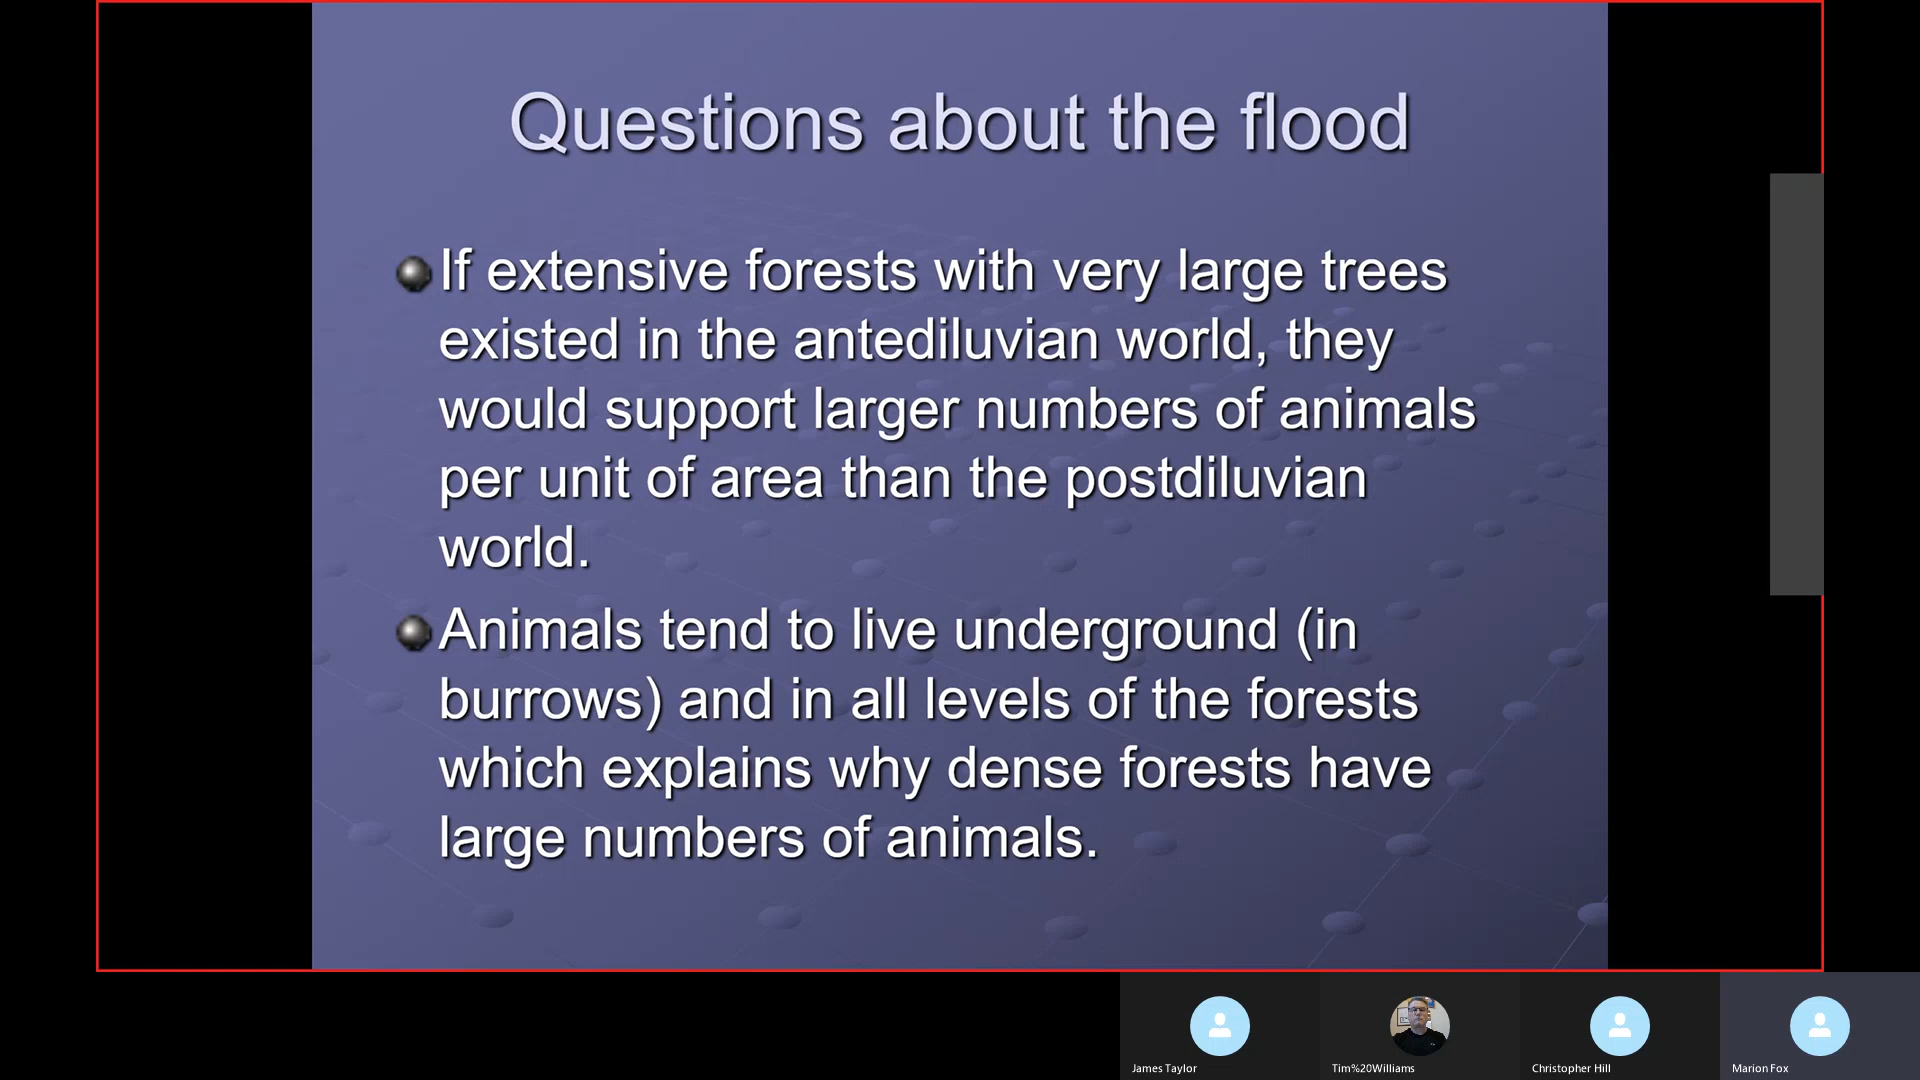 Questions about the flood
If extensive forests with very large trees
existed in the antediluvian world, they
would support larger numbers of animals
per unit of area than the postdiluvian
world.
Animals tend to live underground (in
burrows) and in all levels of the forests
which explains why dense forests have
large numbers of animals.
James Taylor
Tim%20Williams
Christopher Hill
Marion Fox